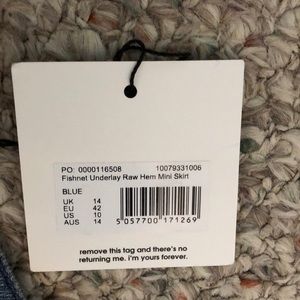 PO: 0000116508 10079331006
Fishnet Underlay Raw Hem Mini Skirt
BLUE
UK 14
EU 42
US 10
AUS 14
5 057700 171269
remove this tag and there's no
returning me. i'm yours forever.